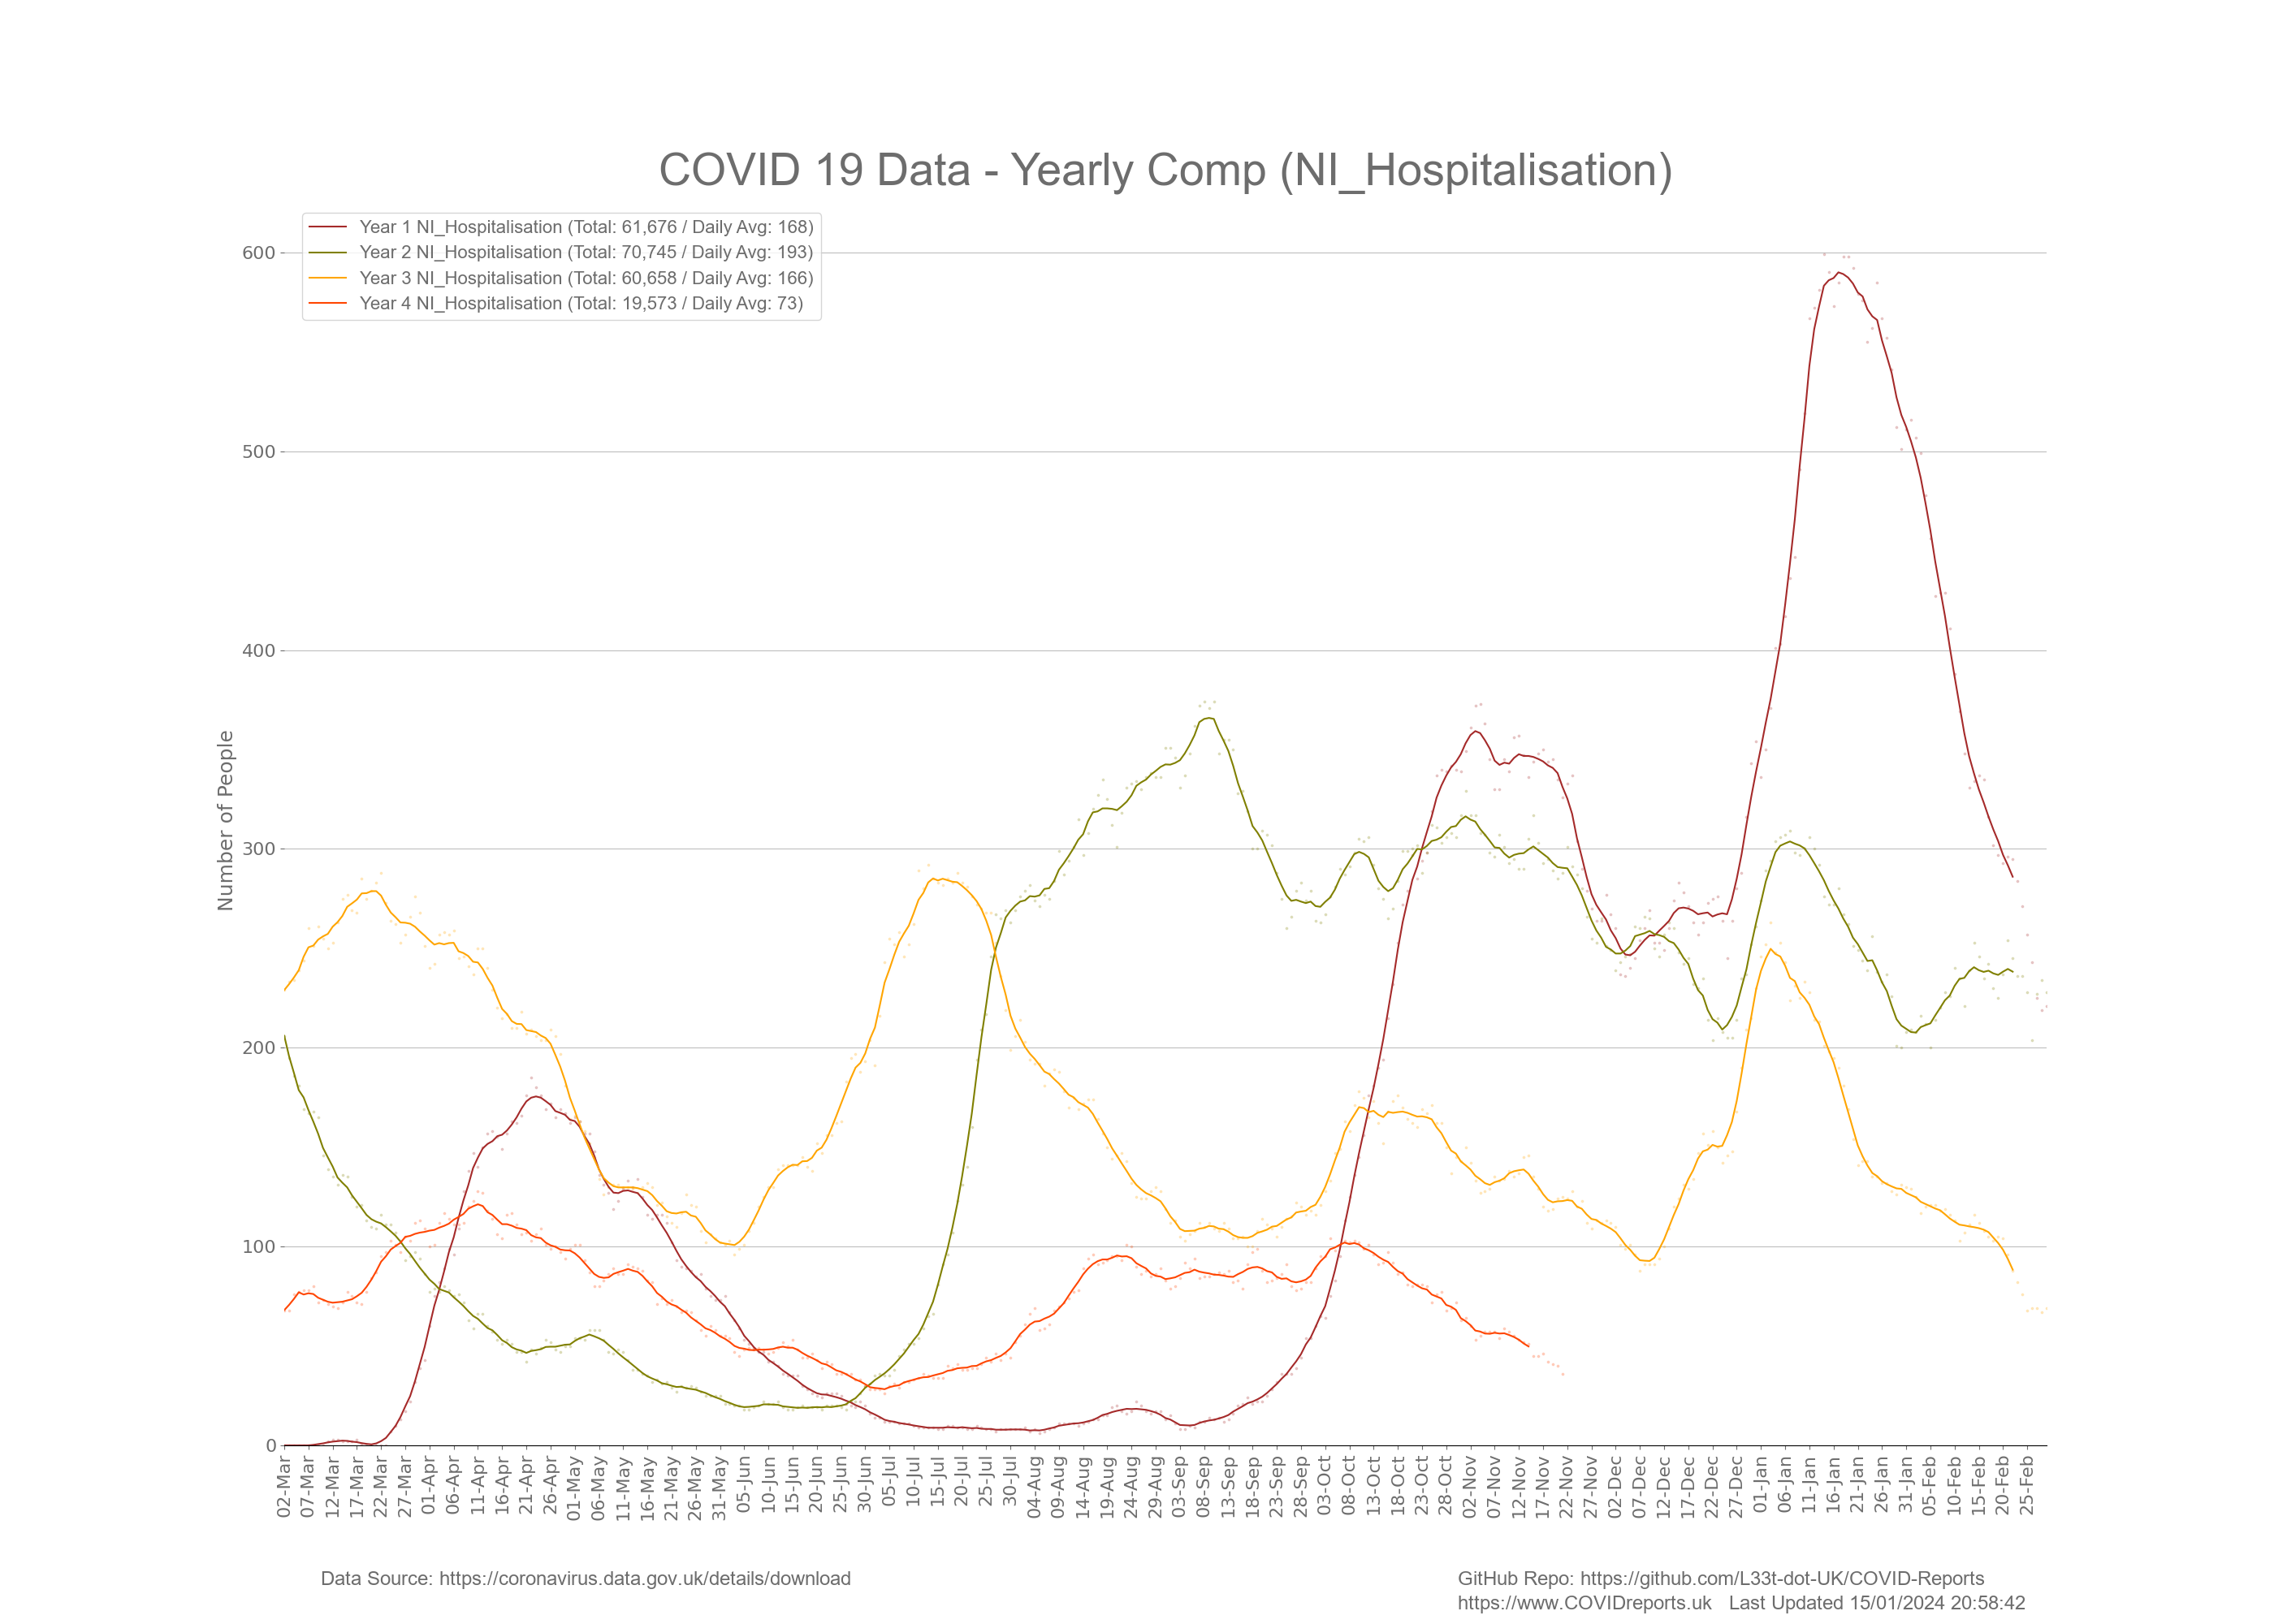 COVID 19 Data - Yearly Comp (NI_Hospitalisation)
Year 1 NI_Hospitalisation (Total: 61,676 / Daily Avg: 168)
Year 2 NI_Hospitalisation (Total: 70,745 / Daily Avg: 193)
Year 3 NI_Hospitalisation (Total: 60,658 / Daily Avg: 166)
Year 4 NI_Hospitalisation (Total: 19,573 / Daily Avg: 73)
Number of People
600
500
400
300
200
100
0
02-Mar
07-Mar
12-Mar
17-Mar
22-Mar
27-Mar
01-Apr
06-Apr
11-Apr
16-Apr
21-Apr
26-Apr
01-May
06-May
11-May
16-May
21-May
26-May
31-May
05-Jun
10-Jun
15-Jun
20-Jun
25-Jun
30-Jun
05-Jul
10-Jul
15-Jul
20-Jul
25-Jul
30-Jul
04-Aug
09-Aug
14-Aug
19-Aug
24-Aug
29-Aug
03-Sep
08-Sep
13-Sep
18-Sep
23-Sep
28-Sep
03-Oct
08-Oct
13-Oct
18-Oct
23-Oct
28-Oct
02-Nov
07-Nov
12-Nov
17-Nov
22-Nov
27-Nov
02-Dec
07-Dec
12-Dec
17-Dec
22-Dec
27-Dec
01-Jan
06-Jan
11-Jan
16-Jan
21-Jan
26-Jan
31-Jan
05-Feb
10-Feb
15-Feb
20-Feb
25-Feb
Data Source: https://coronavirus.data.gov.uk/details/download
GitHub Repo: https://github.com/L33t-dot-UK/COVID-Reports
https://www.COVIDreports.uk   Last Updated 15/01/2024 20:58:42